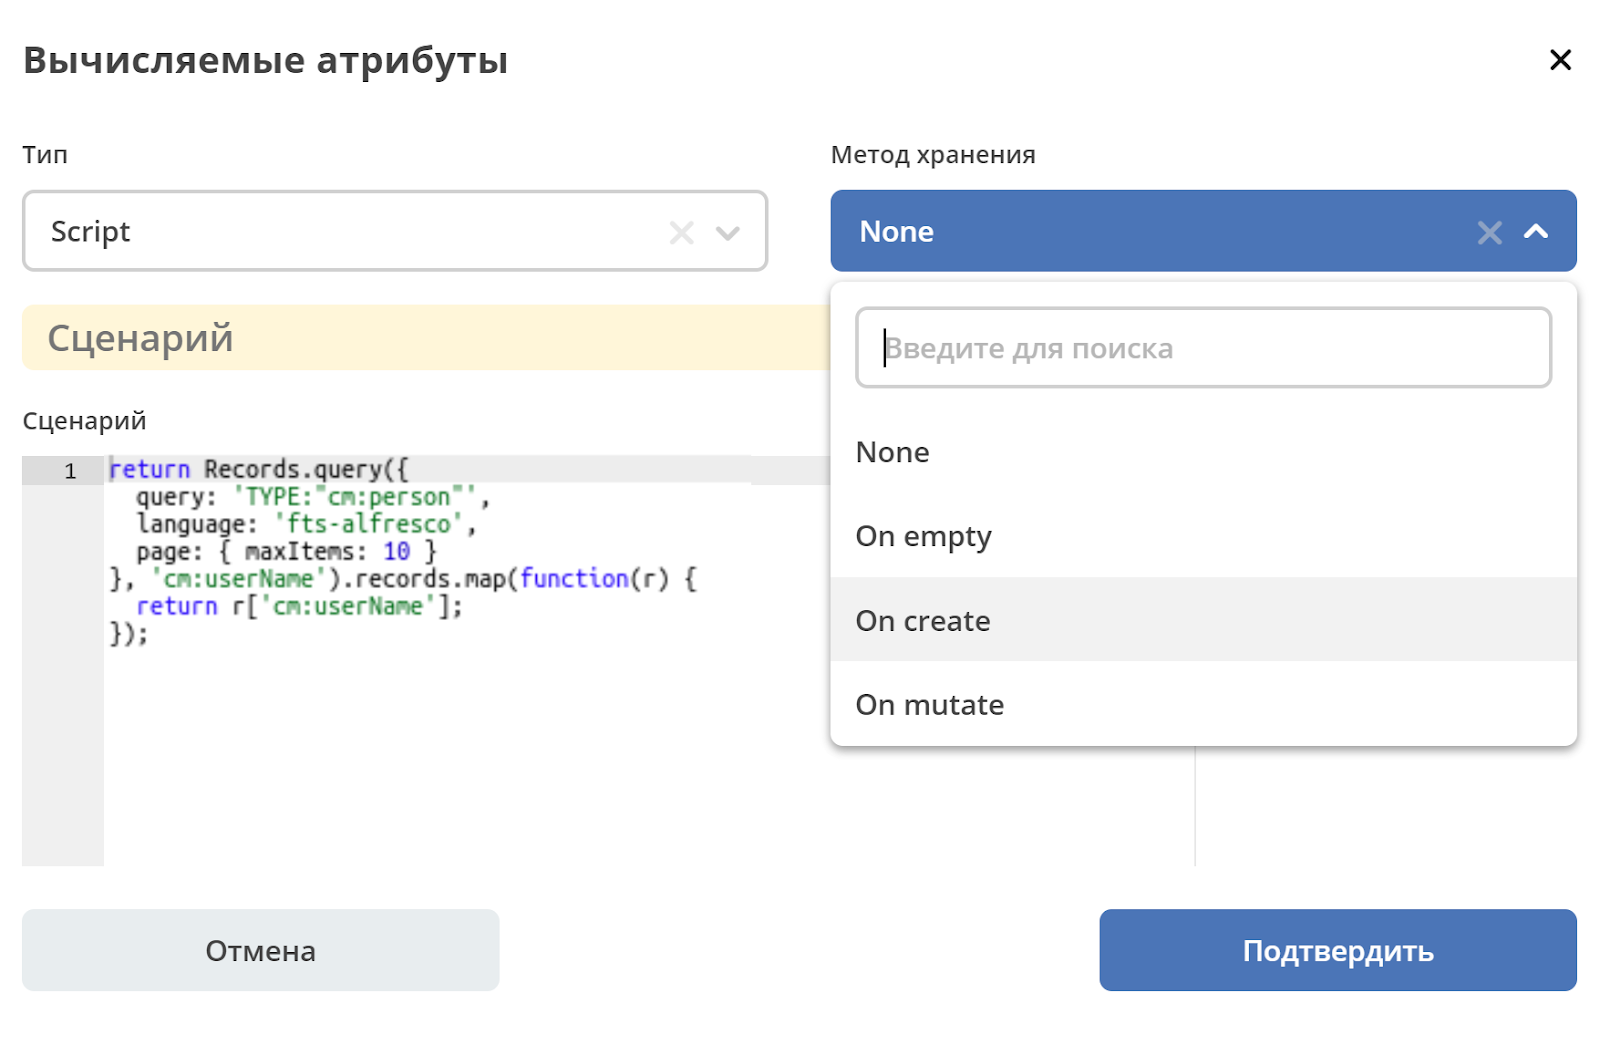 Вычисляемые атрибуты
Тип
Метод хранения
Script
None
Сценарий
Введите для поиска
None
On empty
On create
On mutate
Сценарий
1 return Records.query({
query: 'TYPE:"cm:person"',
language: 'fts-alfresco',
page: { maxItems: 10 }
}, 'cm:userName').records.map(function(r) {
return r['cm:userName'];
});
Отмена
Подтвердить